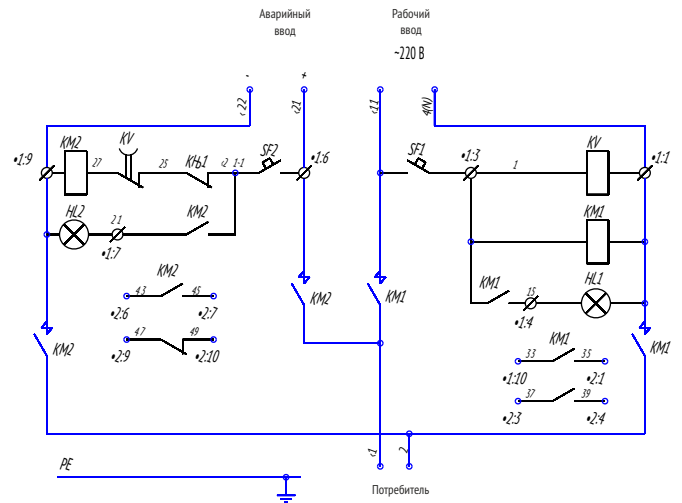 Аварийный
ввод
Рабочий
ввод
~220 В
- +
‹22 ‹21 ‹11 4(N)
•1:9 KM2 27 KV 25 КЊ1 ‹2 1-1 SF2 •1:6 SF1 •1:3 1 KV •1:1
HL2 21 •1:7 KM2 KM1
KM2
43 45
•2:6 •2:7
47 49
•2:9 •2:10
KM2 KM1
KM1 15 •1:4 HL1
KM2 KM1
KM1
33 35
•1:10 •2:1
37 39
•2:3 •2:4
‹1 2
PE
Потребитель